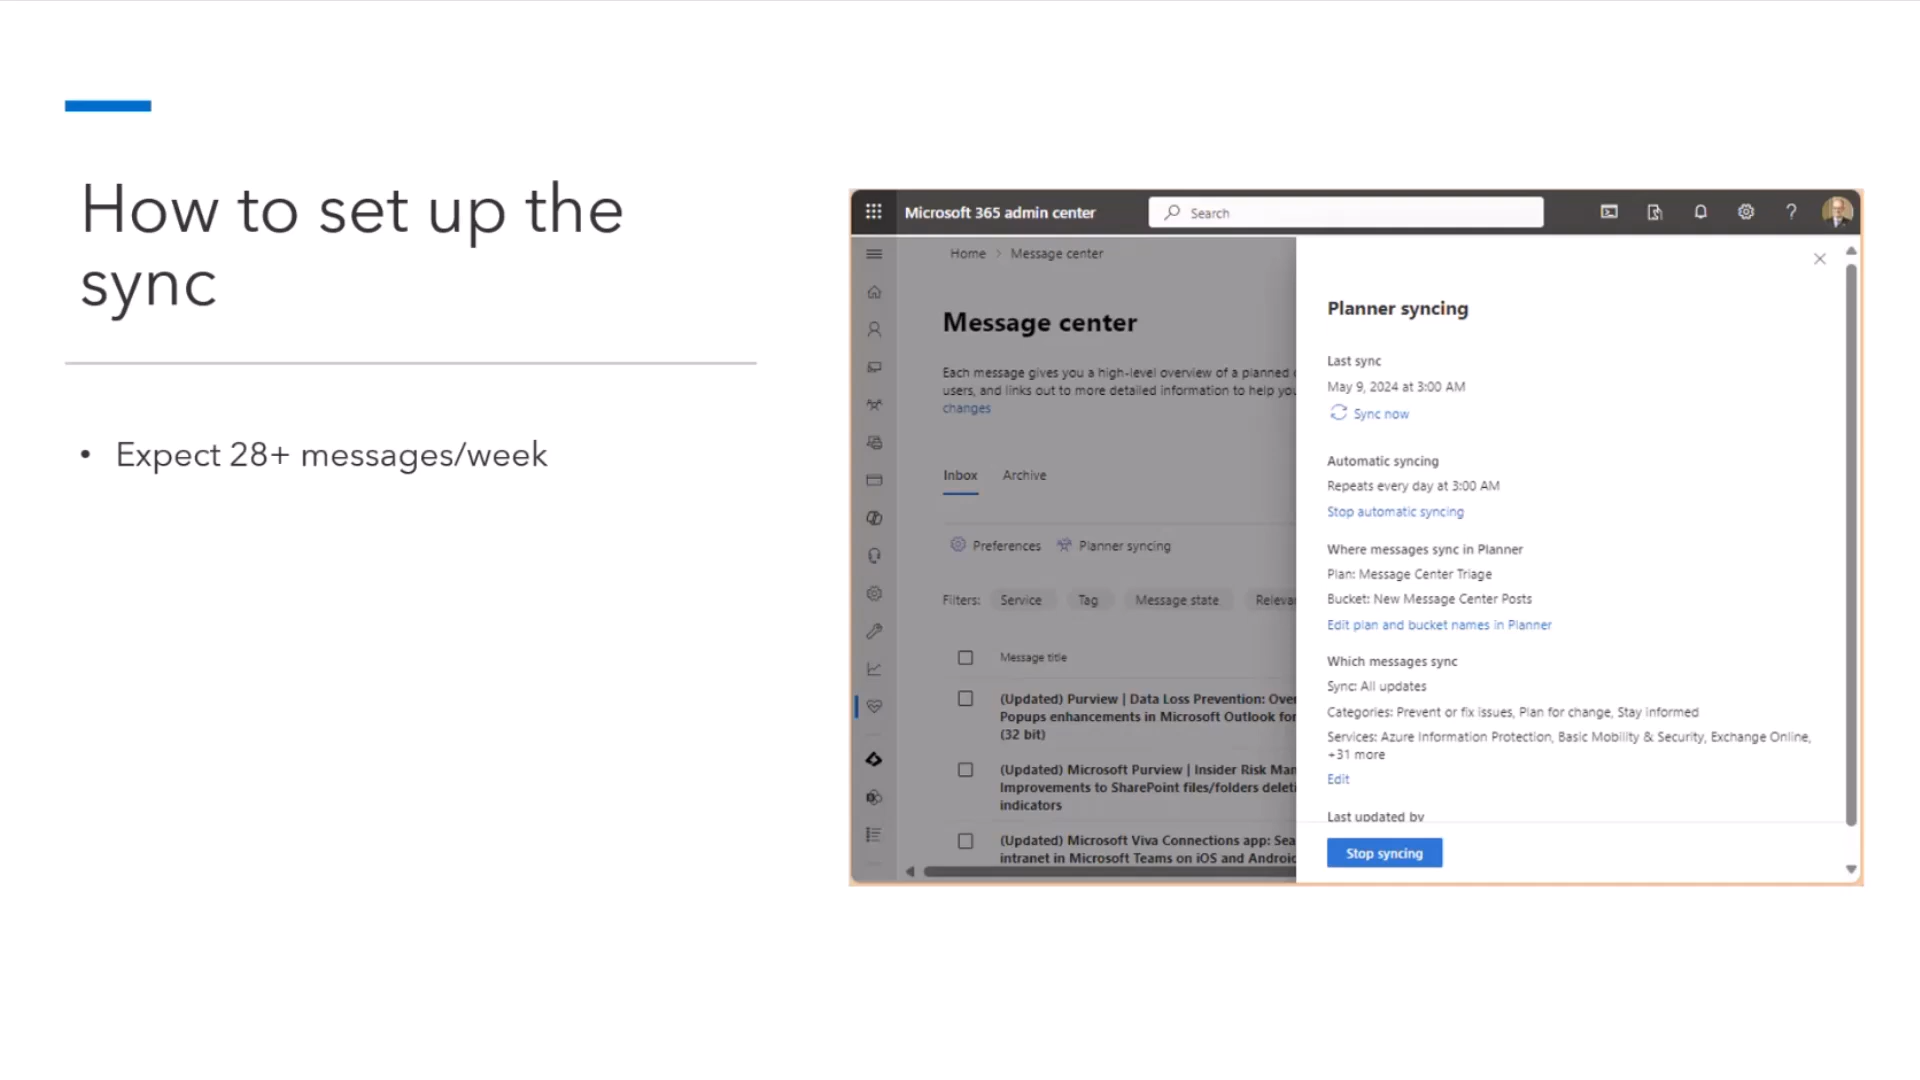 How to set up the
sync
• Expect 28+ messages/week
Microsoft 365 admin center
Search
?
Home > Message center
Message center
Each message gives you a high-level overview of a planned
users, and links out to more detailed information to help you
changes
Inbox
Archive
Preferences
Planner syncing
Filters:
Service
Tag
Message state
Message title
(Updated) Purview | Data Loss Prevention:
Popups enhancements in Microsoft Outlook for
(32 bit)
(Updated) Microsoft Purview | Insider Risk
Improvements to SharePoint files/folders
indicators
(Updated) Microsoft Viva Connections app:
intranet in Microsoft Teams on iOS and
Planner syncing
Last sync
May 9, 2024 at 3:00 AM
Sync now
Automatic syncing
Repeats every day at 3:00 AM
Stop automatic syncing
Where messages sync in Planner
Plan: Message Center Triage
Bucket: New Message Center Posts
Edit plan and bucket names in Planner
Which messages sync
Sync: All updates
Categories: Prevent or fix issues, Plan for change, Stay informed
Services: Azure Information Protection, Basic Mobility & Security, Exchange Online,
+31 more
Edit
Last updated by
Stop syncing